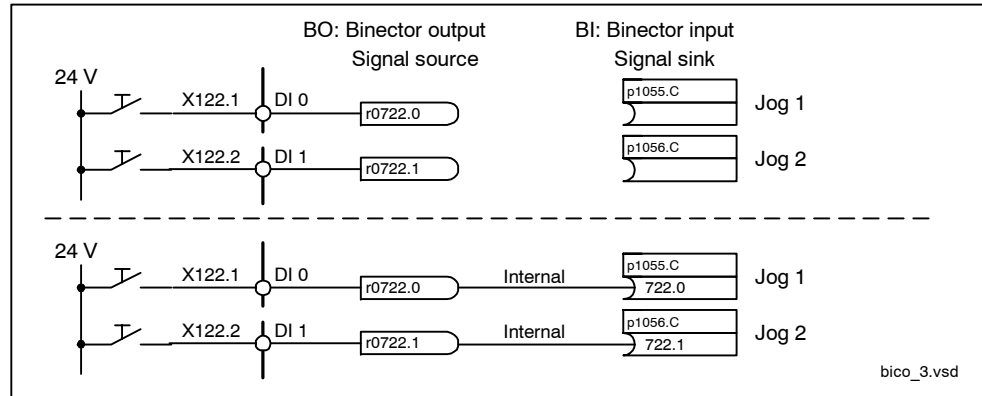 BO: Binector output BI: Binector input
Signal source Signal sink
24 V
X122.1 DI 0 r0722.0 p1055.C Jog 1
X122.2 DI 1 r0722.1 p1056.C Jog 2
24 V
X122.1 DI 0 r0722.0 Internal p1055.C 722.0 Jog 1
X122.2 DI 1 r0722.1 Internal p1056.C 722.1 Jog 2
bico_3.vsd